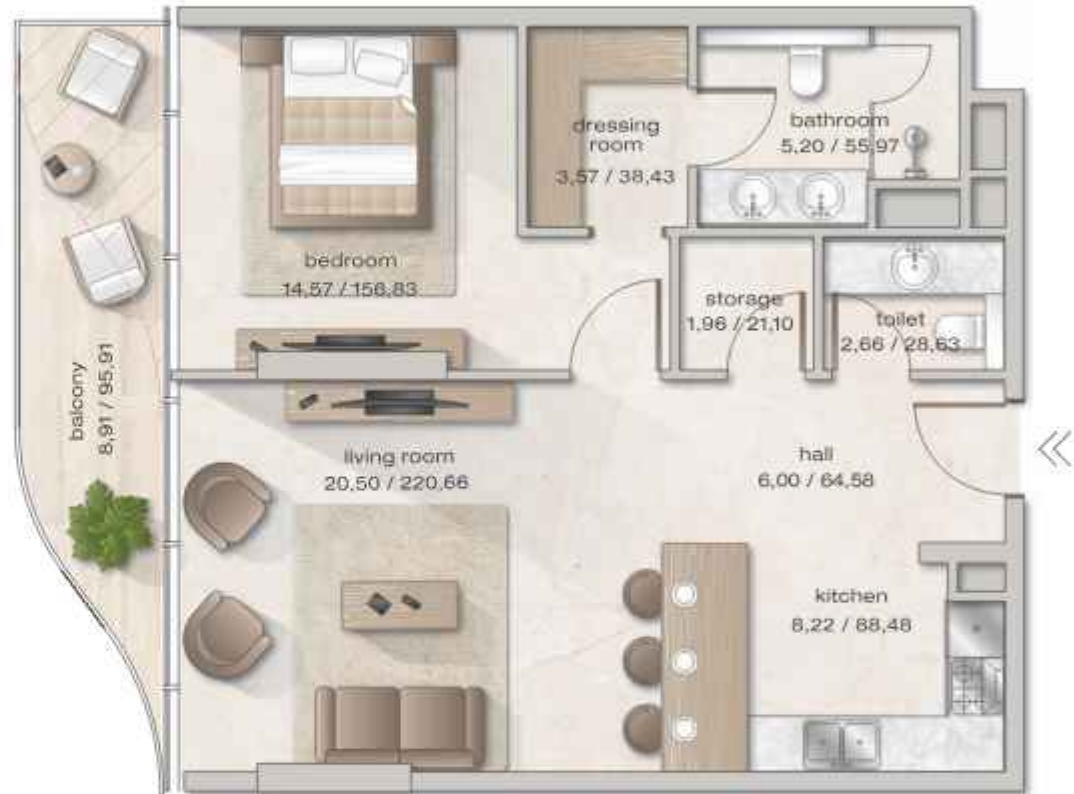 dressing
room
3,57 / 38,43
bathroom
5,20 / 55,97
bedroom
14,57 / 156,83
storage
1,96 / 21,10
toilet
2,66 / 28,63
balcony
8,91 / 95,91
living room
20,50 / 220,66
hall
6,00 / 64,58
kitchen
8,22 / 88,48